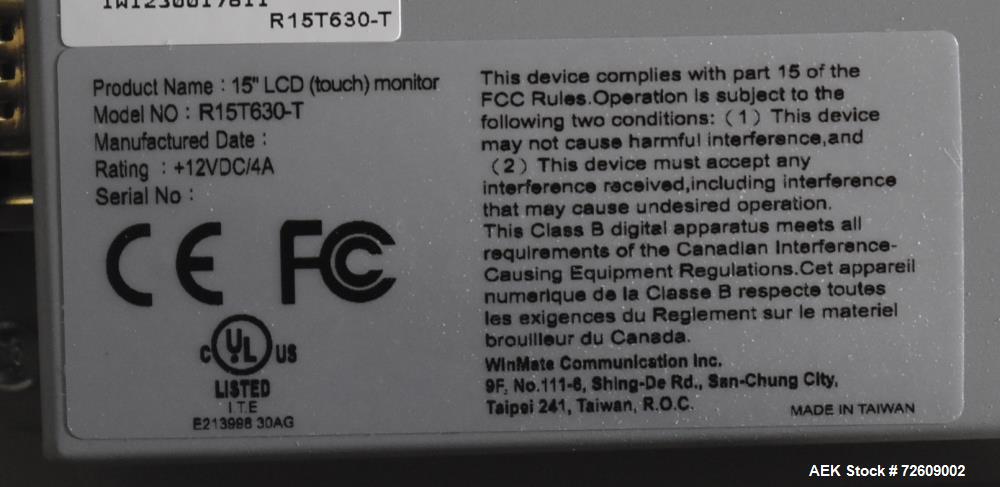 R15T630-T
Product Name : 15" LCD (touch) monitor
Model NO : R15T630-T
Manufactured Date :
Rating : +12VDC/4A
Serial No :
CE FC
C UL US
LISTED
I.T.E
E213998 30AG
This device complies with part 15 of the
FCC Rules.Operation is subject to the
following two conditions: (1) This device
may not cause harmful interference,and
(2) This device must accept any
interference received,including interference
that may cause undesired operation.
This Class B digital apparatus meets all
requirements of the Canadian Interference-
Causing Equipment Regulations.Cet appareil
numerique de la Classe B respecte toutes
les exigences du Reglement sur le materiel
brouilleur du Canada.
WinMate Communication Inc.
9F, No.111-6, Shing-De Rd., San-Chung City,
Taipei 241, Taiwan, R.O.C.
MADE IN TAIWAN
AEK Stock # 72609002